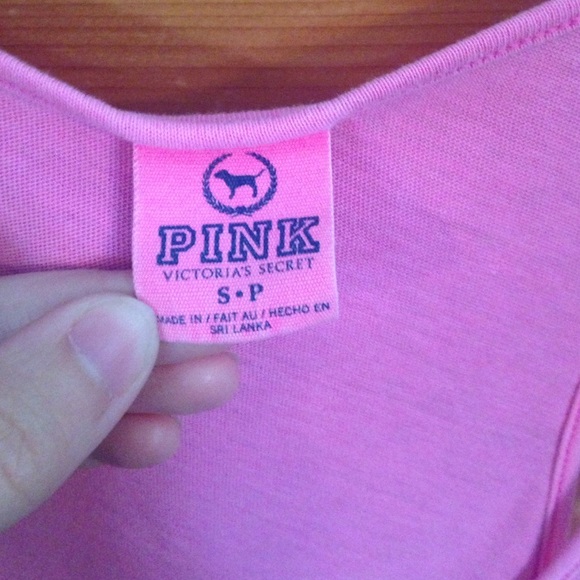 PINK
VICTORIA'S SECRET
S•P
MADE IN / FAIT AU / HECHO EN
SRI LANKA